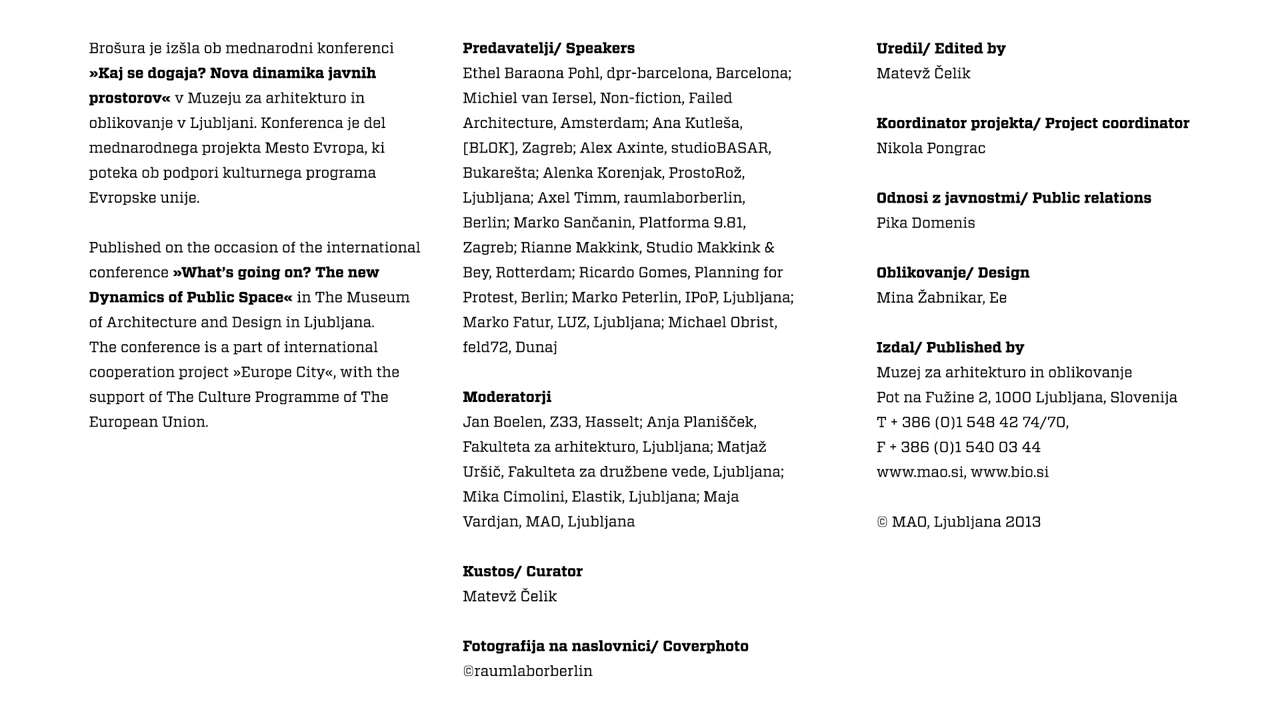 Brošura je izšla ob mednarodni konferenci
»Kaj se dogaja? Nova dinamika javnih
prostorov« v Muzeju za arhitekturo in
oblikovanje v Ljubljani. Konferenca je del
mednarodnega projekta Mesto Evropa, ki
poteka ob podpori kulturnega programa
Evropske unije.
Published on the occasion of the international
conference »What's going on? The new
Dynamics of Public Space« in The Museum
of Architecture and Design in Ljubljana.
The conference is a part of international
cooperation project »Europe City«, with the
support of The Culture Programme of The
European Union.
Predavatelji/ Speakers
Ethel Baraona Pohl, dpr-barcelona, Barcelona;
Michiel van Iersel, Non-fiction, Failed
Architecture, Amsterdam; Ana Kutleša,
[BLOK], Zagreb; Alex Axinte, studioBASAR,
Bukarešta; Alenka Korenjak, ProstoRož,
Ljubljana; Axel Timm, raumlaborberlin,
Berlin; Marko Sančanin, Platforma 9.81,
Zagreb; Rianne Makkink, Studio Makkink &
Bey, Rotterdam; Ricardo Gomes, Planning for
Protest, Berlin; Marko Peterlin, IPoP, Ljubljana;
Marko Fatur, LUZ, Ljubljana; Michael Obrist,
feld72, Dunaj
Moderatorji
Jan Boelen, Z33, Hasselt; Anja Planišček,
Fakulteta za arhitekturo, Ljubljana; Matjaž
Uršič, Fakulteta za družbene vede, Ljubljana;
Mika Cimolini, Elastik, Ljubljana; Maja
Vardjan, MAO, Ljubljana
Kustos/ Curator
Matevž Čelik
Fotografija na naslovnici/ Coverphoto
©raumlaborberlin
Uredil/ Edited by
Matevž Čelik
Koordinator projekta/ Project coordinator
Nikola Pongrac
Odnosi z javnostmi/ Public relations
Pika Domenis
Oblikovanje/ Design
Mina Žabnikar, Ee
Izdal/ Published by
Muzej za arhitekturo in oblikovanje
Pot na Fužine 2, 1000 Ljubljana, Slovenija
T + 386 (0)1 548 42 74/70,
F + 386 (0)1 540 03 44
www.mao.si, www.bio.si
© MAO, Ljubljana 2013